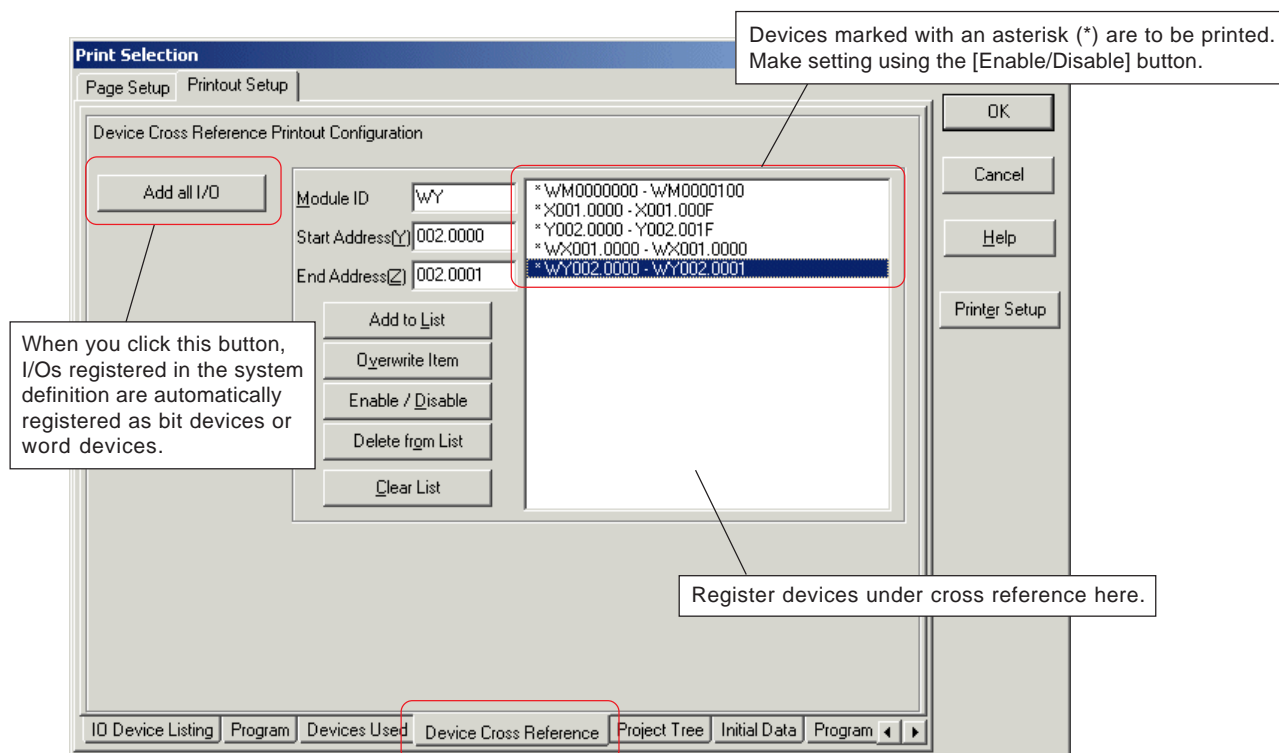 Devices marked with an asterisk (*) are to be printed.
Make setting using the [Enable/Disable] button.
Print Selection
Page Setup
Printout Setup
Device Cross Reference Printout Configuration
Add all I/O
Module ID
WY
Start Address(Y)
002.0000
End Address(Z)
002.0001
Add to List
Overwrite Item
Enable / Disable
Delete from List
Clear List
* WM0000000 - WM0000100
* X001.0000 - X001.000F
* Y002.0000 - Y002.001F
* WX001.0000 - WX001.0000
* WY002.0000 - WY002.0001
OK
Cancel
Help
Printer Setup
When you click this button,
I/Os registered in the system
definition are automatically
registered as bit devices or
word devices.
Register devices under cross reference here.
IO Device Listing
Program
Devices Used
Device Cross Reference
Project Tree
Initial Data
Program